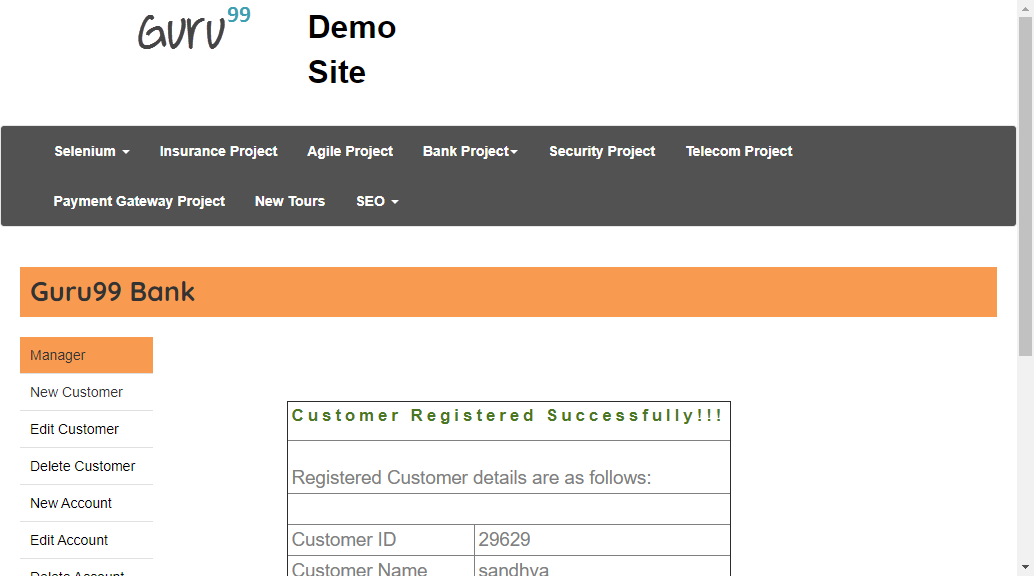 Guru99
Demo
Site
Selenium Insurance Project Agile Project Bank Project Security Project Telecom Project
Payment Gateway Project New Tours SEO
Guru99 Bank
Manager
New Customer
Edit Customer
Delete Customer
New Account
Edit Account
Delete Account
Customer Registered Successfully!!!
Registered Customer details are as follows:
Customer ID 29629
Customer Name sandhya